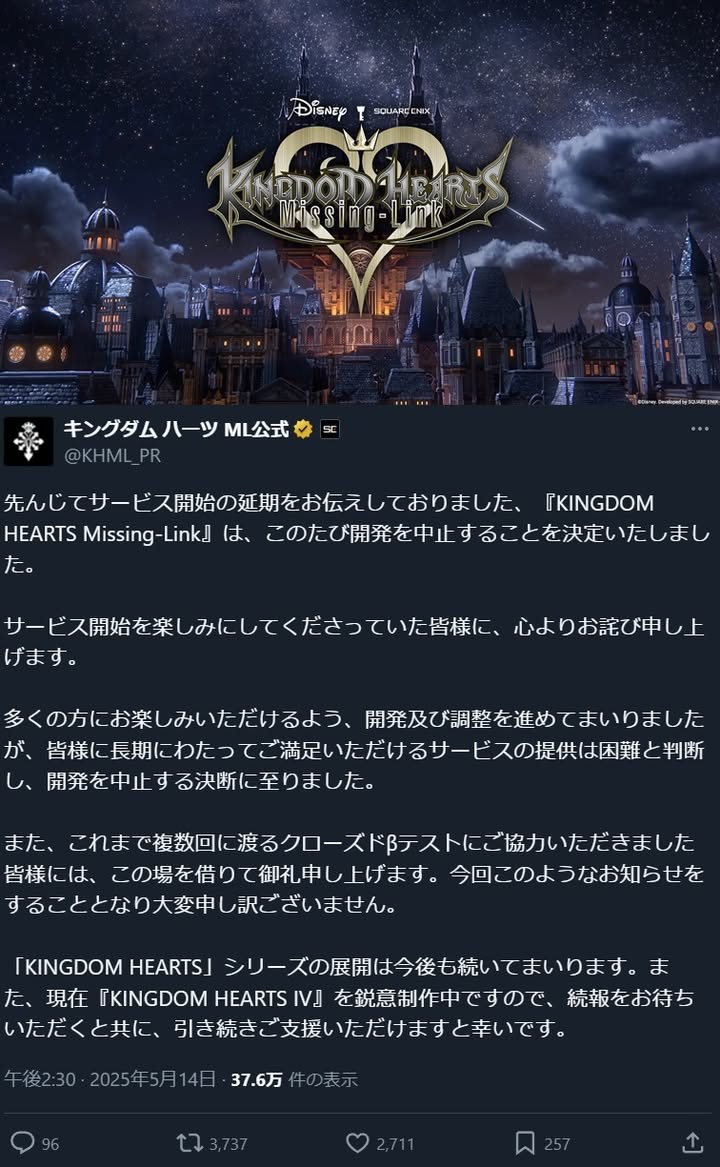 Disney
SQUARE ENIX
KINGDOM HEARTS
Missing-Link
©Disney. Developed by SQUARE ENIX
キングダム ハーツ ML公式
@KHML_PR
先んじてサービス開始の延期をお伝えしておりました、『KINGDOM
HEARTS Missing-Link』は、このたび開発を中止することを決定いたしまし
た。
サービス開始を楽しみにしてくださっていた皆様に、心よりお詫び申し上
げます。
多くの方にお楽しみいただけるよう、開発及び調整を進めてまいりました
が、皆様に長期にわたってご満足いただけるサービスの提供は困難と判断
し、開発を中止する決断に至りました。
また、これまで複数回に渡るクローズドβテストにご協力いただきました
皆様には、この場を借りて御礼申し上げます。今回このようなお知らせを
することとなり大変申し訳ございません。
「KINGDOM HEARTS」シリーズの展開は今後も続いてまいります。ま
た、現在『KINGDOM HEARTS IV』を鋭意制作中ですので、続報をお待ち
いただくと共に、引き続きご支援いただけますと幸いです。
午後2:30 · 2025年5月14日 · 37.6万 件の表示
96 3,737 2,711 257